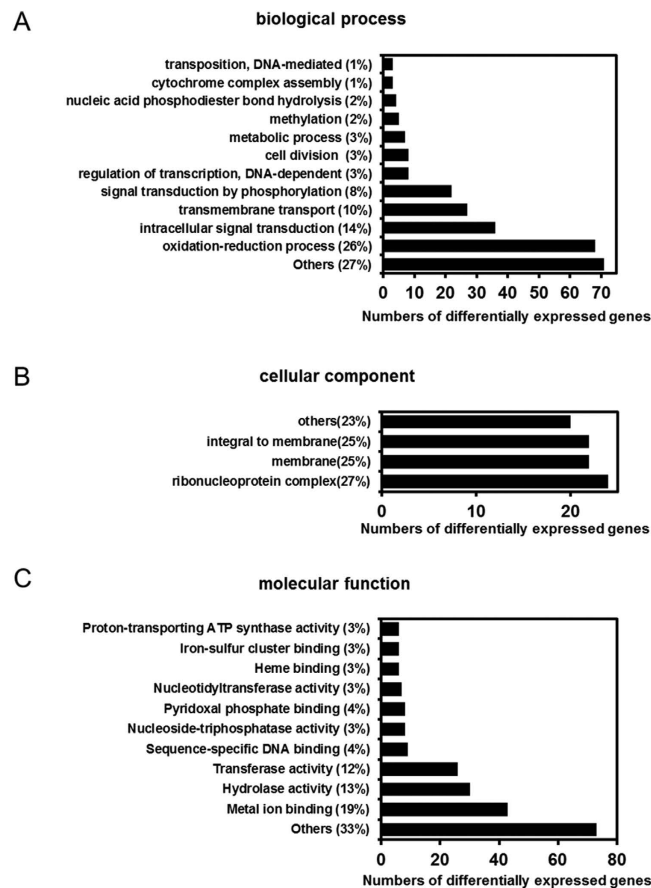 A
biological process
transposition, DNA-mediated (1%)
cytochrome complex assembly (1%)
nucleic acid phosphodiester bond hydrolysis (2%)
methylation (2%)
metabolic process (3%)
cell division (3%)
regulation of transcription, DNA-dependent (3%)
signal transduction by phosphorylation (8%)
transmembrane transport (10%)
intracellular signal transduction (14%)
oxidation-reduction process (26%)
Others (27%)
0 10 20 30 40 50 60 70
Numbers of differentially expressed genes
B
cellular component
others(23%)
integral to membrane(25%)
membrane(25%)
ribonucleoprotein complex(27%)
0 10 20
Numbers of differentially expressed genes
C
molecular function
Proton-transporting ATP synthase activity (3%)
Iron-sulfur cluster binding (3%)
Heme binding (3%)
Nucleotidyltransferase activity (3%)
Pyridoxal phosphate binding (4%)
Nucleoside-triphosphatase activity (3%)
Sequence-specific DNA binding (4%)
Transferase activity (12%)
Hydrolase activity (13%)
Metal ion binding (19%)
Others (33%)
0 20 40 60 80
Numbers of differentially expressed genes